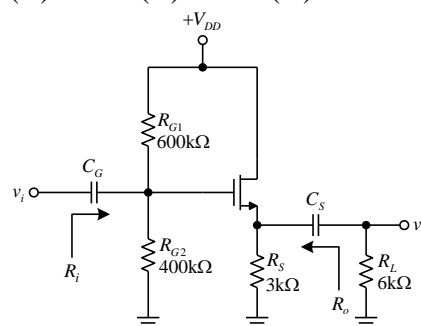 +V_DD
R_G1
600kΩ
C_G
v_i
C_S
v
R_G2
400kΩ
R_S
3kΩ
R_L
6kΩ
R_i
R_o